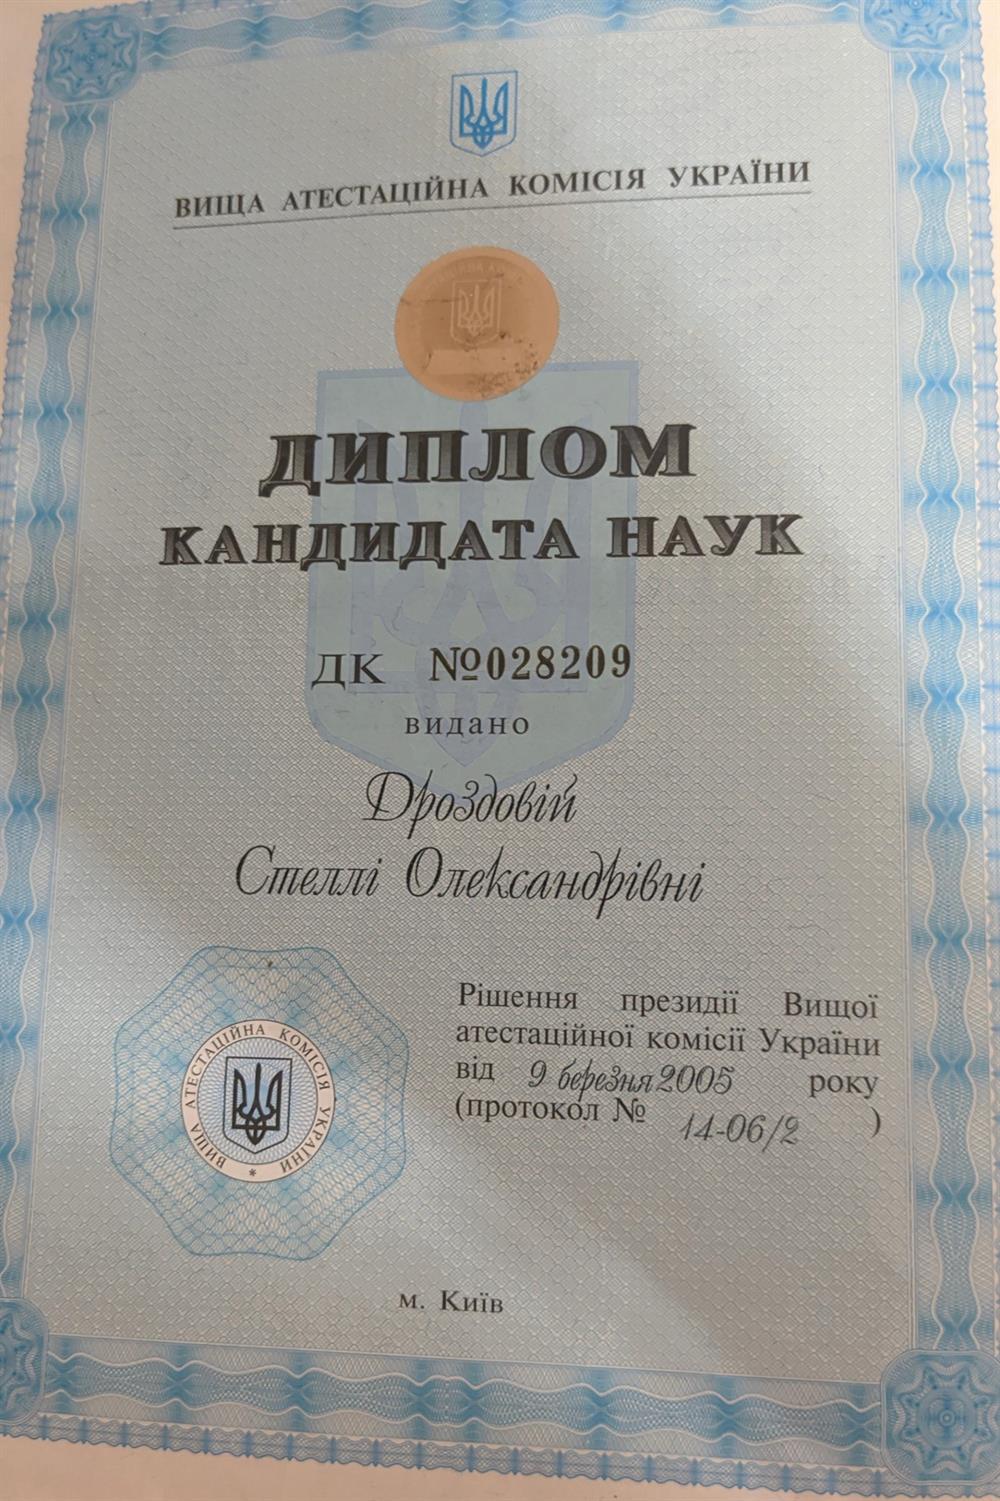 ВИЩА АТЕСТАЦІЙНА КОМІСІЯ УКРАЇНИ
ДИПЛОМ
КАНДИДАТА НАУК
ДК №028209
видано
Дроздовій
Стеллі Олександрівні
Рішення президії Вищої
атестаційної комісії України
від 9 березня 2005 року
(протокол № 14-06/2 )
ВИЩА АТЕСТАЦІЙНА КОМІСІЯ УКРАЇНИ *
м. Київ